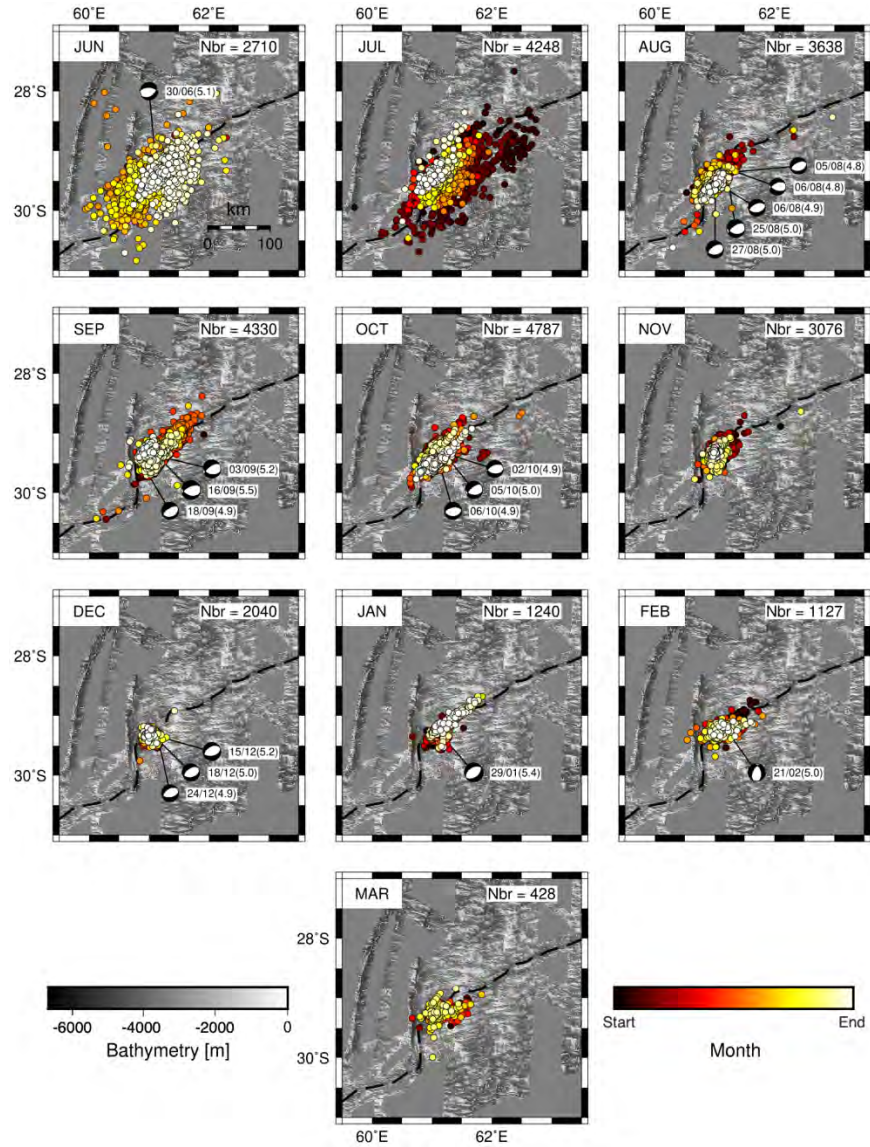 60˚E 62˚E
JUN Nbr = 2710
JUL Nbr = 4248
AUG Nbr = 3638
28˚S
30/06(5.1)
30˚S
km
0 100
05/08(4.8)
06/08(4.8)
06/08(4.9)
25/08(5.0)
27/08(5.0)
60˚E 62˚E
60˚E 62˚E
SEP Nbr = 4330
OCT Nbr = 4787
NOV Nbr = 3076
28˚S
30˚S
03/09(5.2)
16/09(5.5)
18/09(4.9)
02/10(4.9)
05/10(5.0)
06/10(4.9)
DEC Nbr = 2040
JAN Nbr = 1240
FEB Nbr = 1127
28˚S
30˚S
15/12(5.2)
18/12(5.0)
24/12(4.9)
29/01(5.4)
21/02(5.0)
MAR Nbr = 428
28˚S
30˚S
60˚E 62˚E
-6000 -4000 -2000 0
Bathymetry [m]
Start End
Month